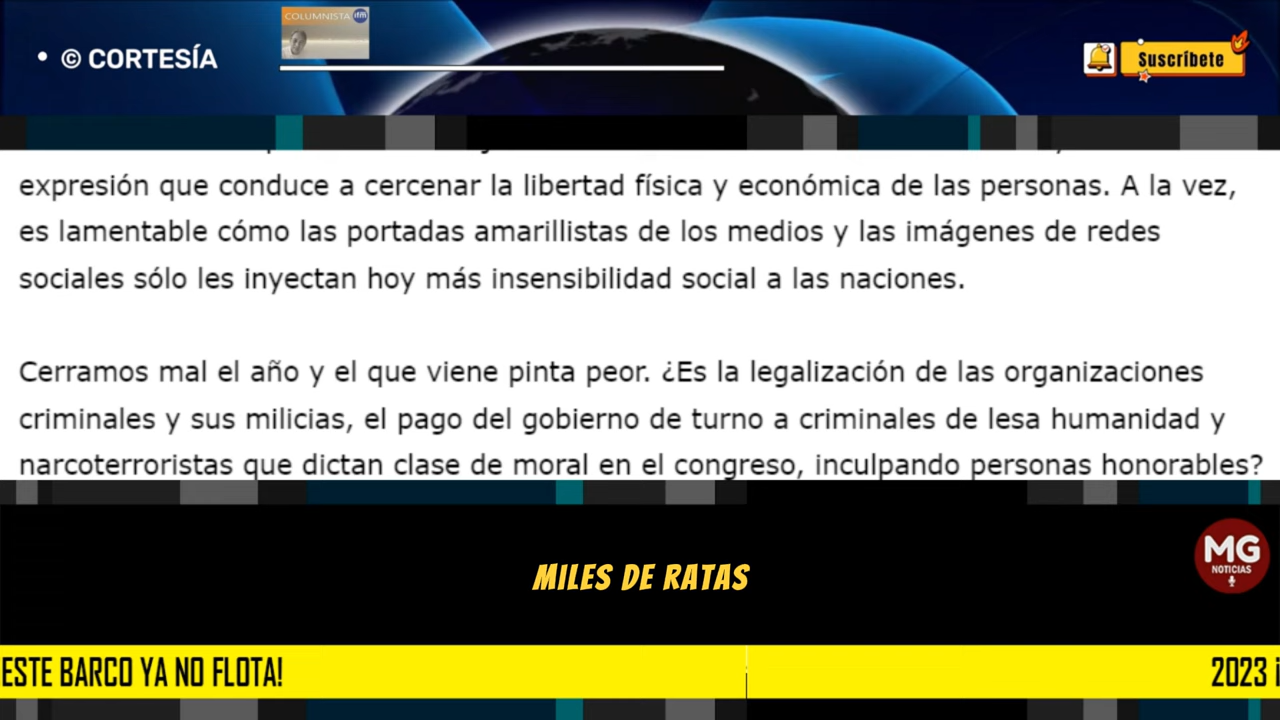 COLUMNISTA ifm
• © CORTESÍA
Suscríbete
expresión que conduce a cercenar la libertad física y económica de las personas. A la vez,
es lamentable cómo las portadas amarillistas de los medios y las imágenes de redes
sociales sólo les inyectan hoy más insensibilidad social a las naciones.
Cerramos mal el año y el que viene pinta peor. ¿Es la legalización de las organizaciones
criminales y sus milicias, el pago del gobierno de turno a criminales de lesa humanidad y
narcoterroristas que dictan clase de moral en el congreso, inculpando personas honorables?
MG
NOTICIAS
MILES DE RATAS
ESTE BARCO YA NO FLOTA! 2023 ¡